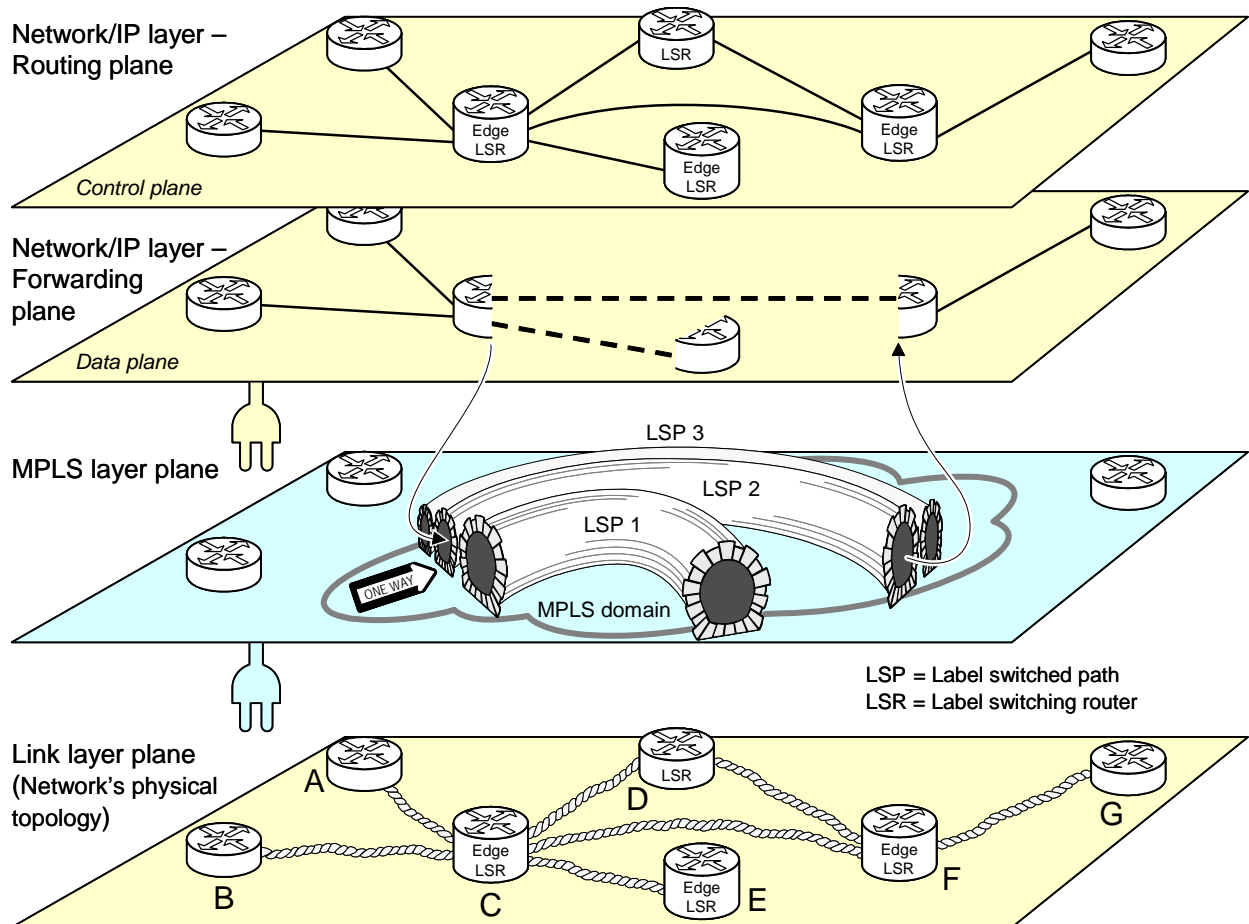 Network/IP layer –
Routing plane
LSR
Edge
LSR
Edge
LSR
Edge
LSR
Control plane
Network/IP layer –
Forwarding
plane
Data plane
MPLS layer plane
LSP 3
LSP 2
LSP 1
ONE WAY
MPLS domain
LSP = Label switched path
LSR = Label switching router
Link layer plane
(Network’s physical
topology)
A
LSR
D
G
Edge
LSR
Edge
LSR
B
C
Edge
LSR
E
F